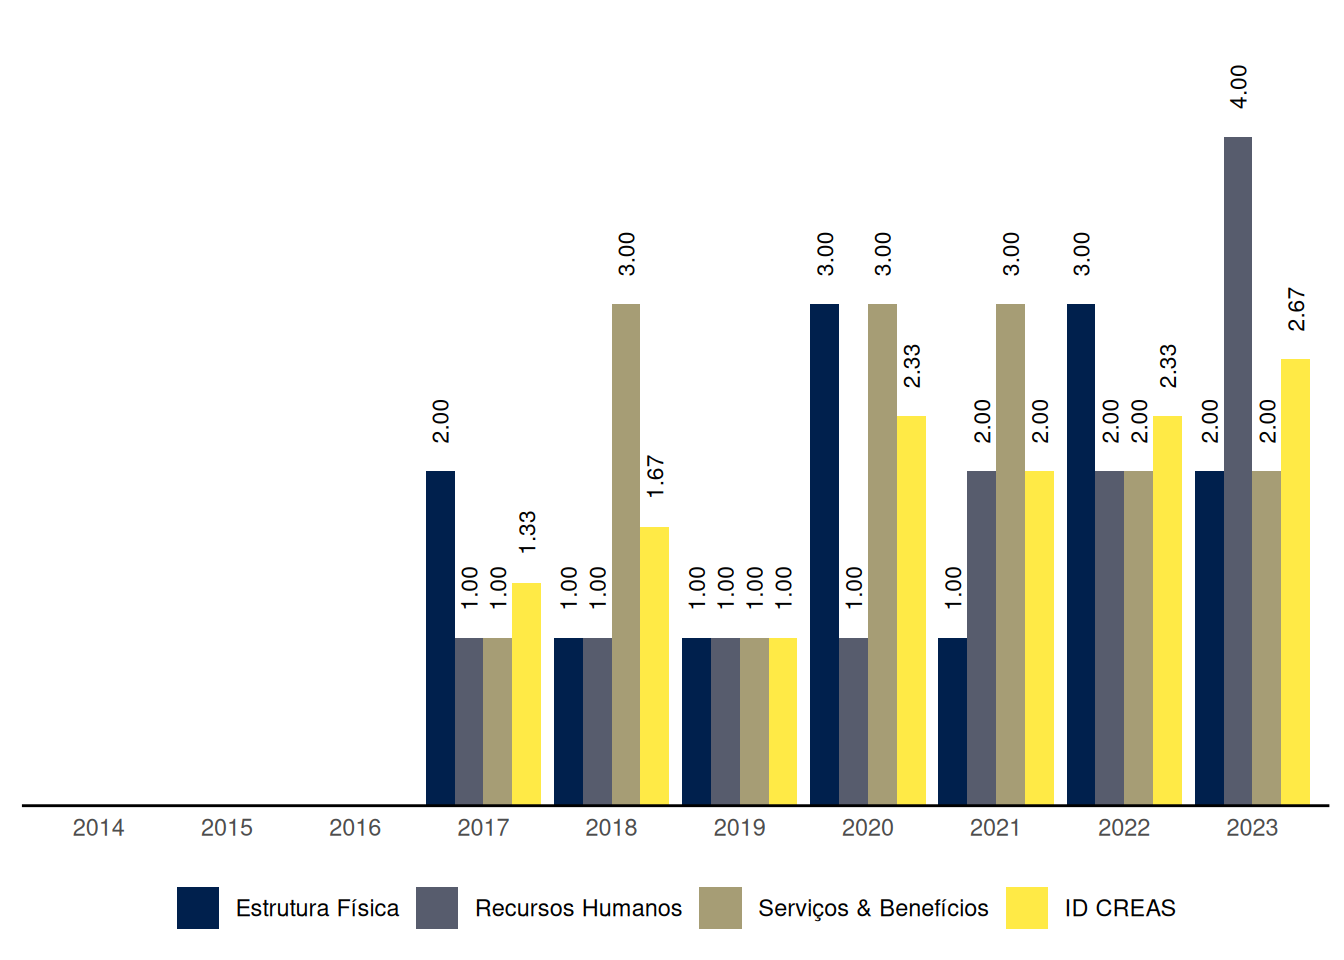 4.00
3.00 3.00 3.00 3.00 3.00
2.67
2.33 2.33
2.00 2.00 2.00 2.00 2.00 2.00 2.00
1.67
1.33
1.00 1.00 1.00 1.00 1.00 1.00 1.00 1.00 1.00 1.00
2014 2015 2016 2017 2018 2019 2020 2021 2022 2023
Estrutura Física Recursos Humanos Serviços & Benefícios ID CREAS